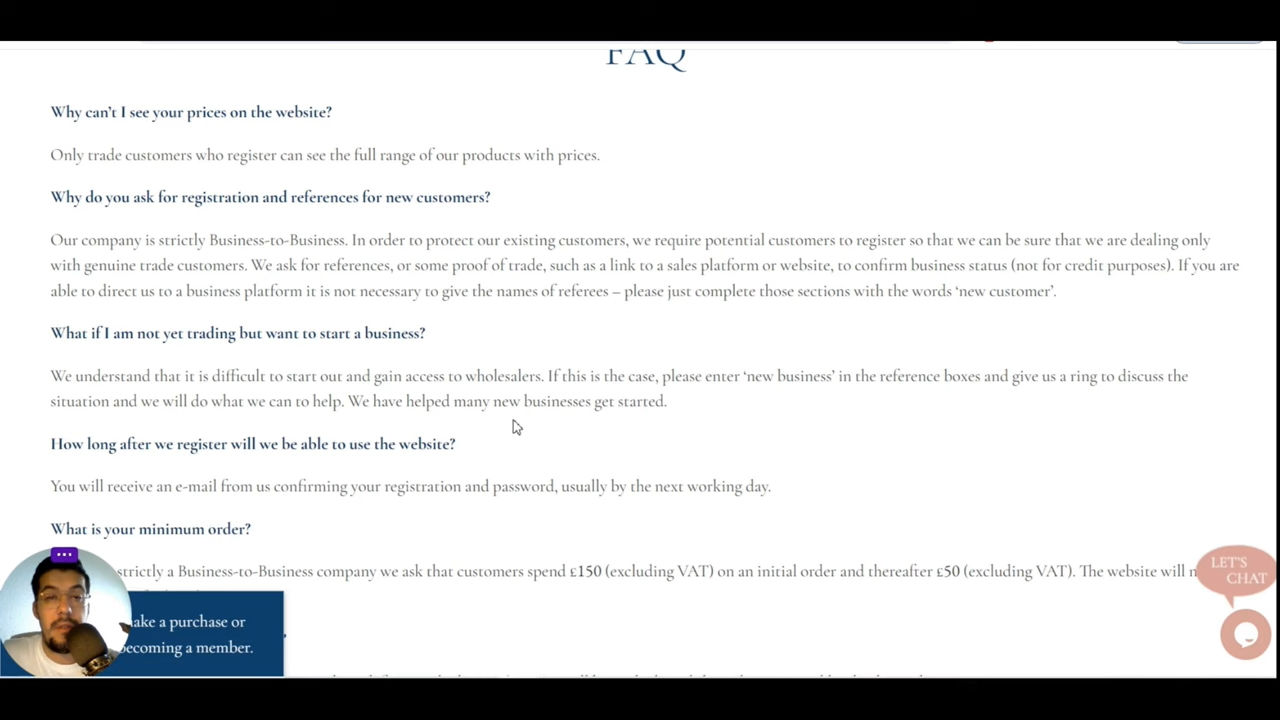 FAQ
Why can't I see your prices on the website?
Only trade customers who register can see the full range of our products with prices.
Why do you ask for registration and references for new customers?
Our company is strictly Business-to-Business. In order to protect our existing customers, we require potential customers to register so that we can be sure that we are dealing only
with genuine trade customers. We ask for references, or some proof of trade, such as a link to a sales platform or website, to confirm business status (not for credit purposes). If you are
able to direct us to a business platform it is not necessary to give the names of referees – please just complete those sections with the words ‘new customer’.
What if I am not yet trading but want to start a business?
We understand that it is difficult to start out and gain access to wholesalers. If this is the case, please enter ‘new business’ in the reference boxes and give us a ring to discuss the
situation and we will do what we can to help. We have helped many new businesses get started.
How long after we register will we be able to use the website?
You will receive an e-mail from us confirming your registration and password, usually by the next working day.
What is your minimum order?
strictly a Business-to-Business company we ask that customers spend £150 (excluding VAT) on an initial order and thereafter £50 (excluding VAT). The website will
LET'S
CHAT
a purchase or
becoming a member.